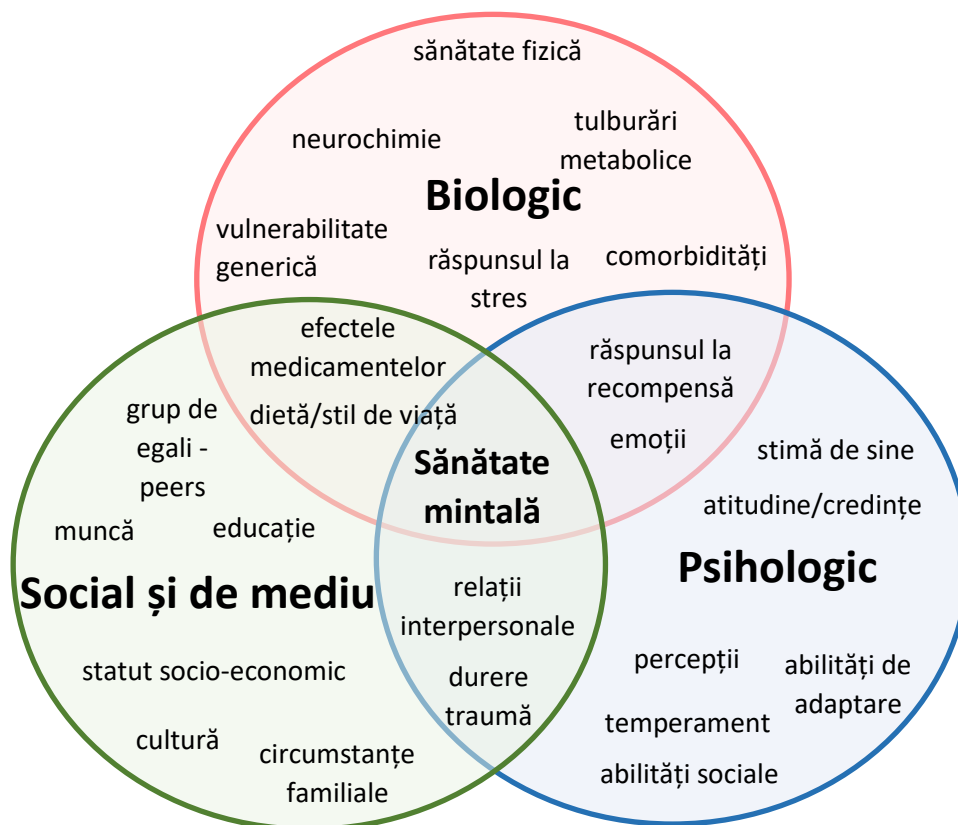 sănătate fizică
neurochimie
tulburări
metabolice
Biologic
vulnerabilitate
generică
răspunsul la
stres
comorbidități
efectele
medicamentelor
dietă/stil de viață
răspunsul la
recompensă
emoții
Sănătate
mintală
grup de
egali -
peers
muncă
educație
Social și de mediu
statut socio-economic
cultură
circumstanțe
familiale
relații
interpersonale
durere
traumă
stimă de sine
atitudine/credințe
Psihologic
percepții
abilități de
adaptare
temperament
abilități sociale